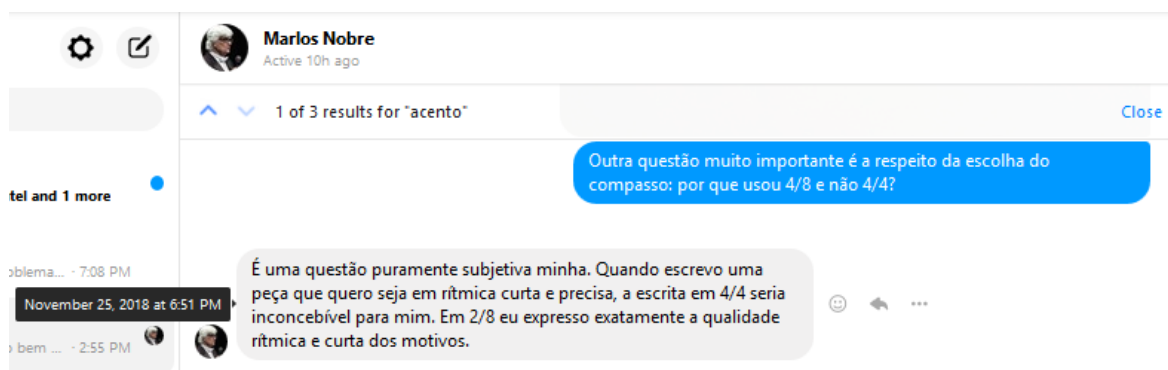 Marlos Nobre
Active 10h ago
1 of 3 results for "acento"
Close
Outra questão muito importante é a respeito da escolha do
compasso: por que usou 4/8 e não 4/4?
tel and 1 more
oblema... · 7:08 PM
November 25, 2018 at 6:51 PM
o bem ... · 2:55 PM
É uma questão puramente subjetiva minha. Quando escrevo uma
peça que quero seja em rítmica curta e precisa, a escrita em 4/4 seria
inconcebível para mim. Em 2/8 eu expresso exatamente a qualidade
rítmica e curta dos motivos.